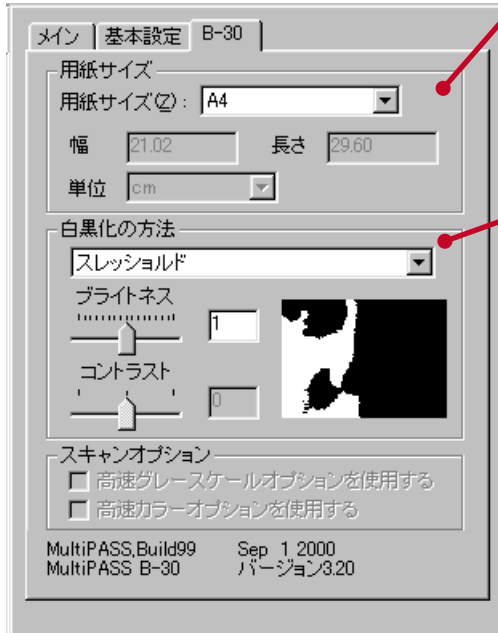 メイン 基本設定 B-30
用紙サイズ
用紙サイズ(Z): A4
幅 21.02 長さ 29.60
単位 cm
白黒化の方法
スレッショルド
ブライトネス
1
コントラスト
0
スキャンオプション
高速グレースケールオプションを使用する
高速カラーオプションを使用する
MultiPASS,Build99 Sep 1 2000
MultiPASS B-30 バージョン3.20